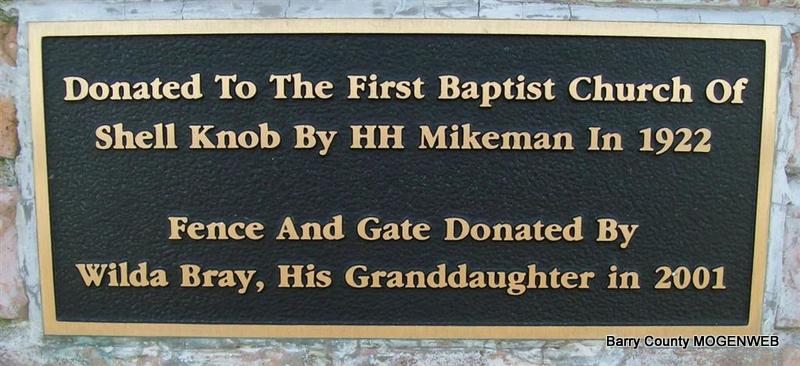 Donated To The First Baptist Church Of
Shell Knob By HH Mikeman In 1922
Fence And Gate Donated By
Wilda Bray, His Granddaughter in 2001
Barry County MOGENWEB